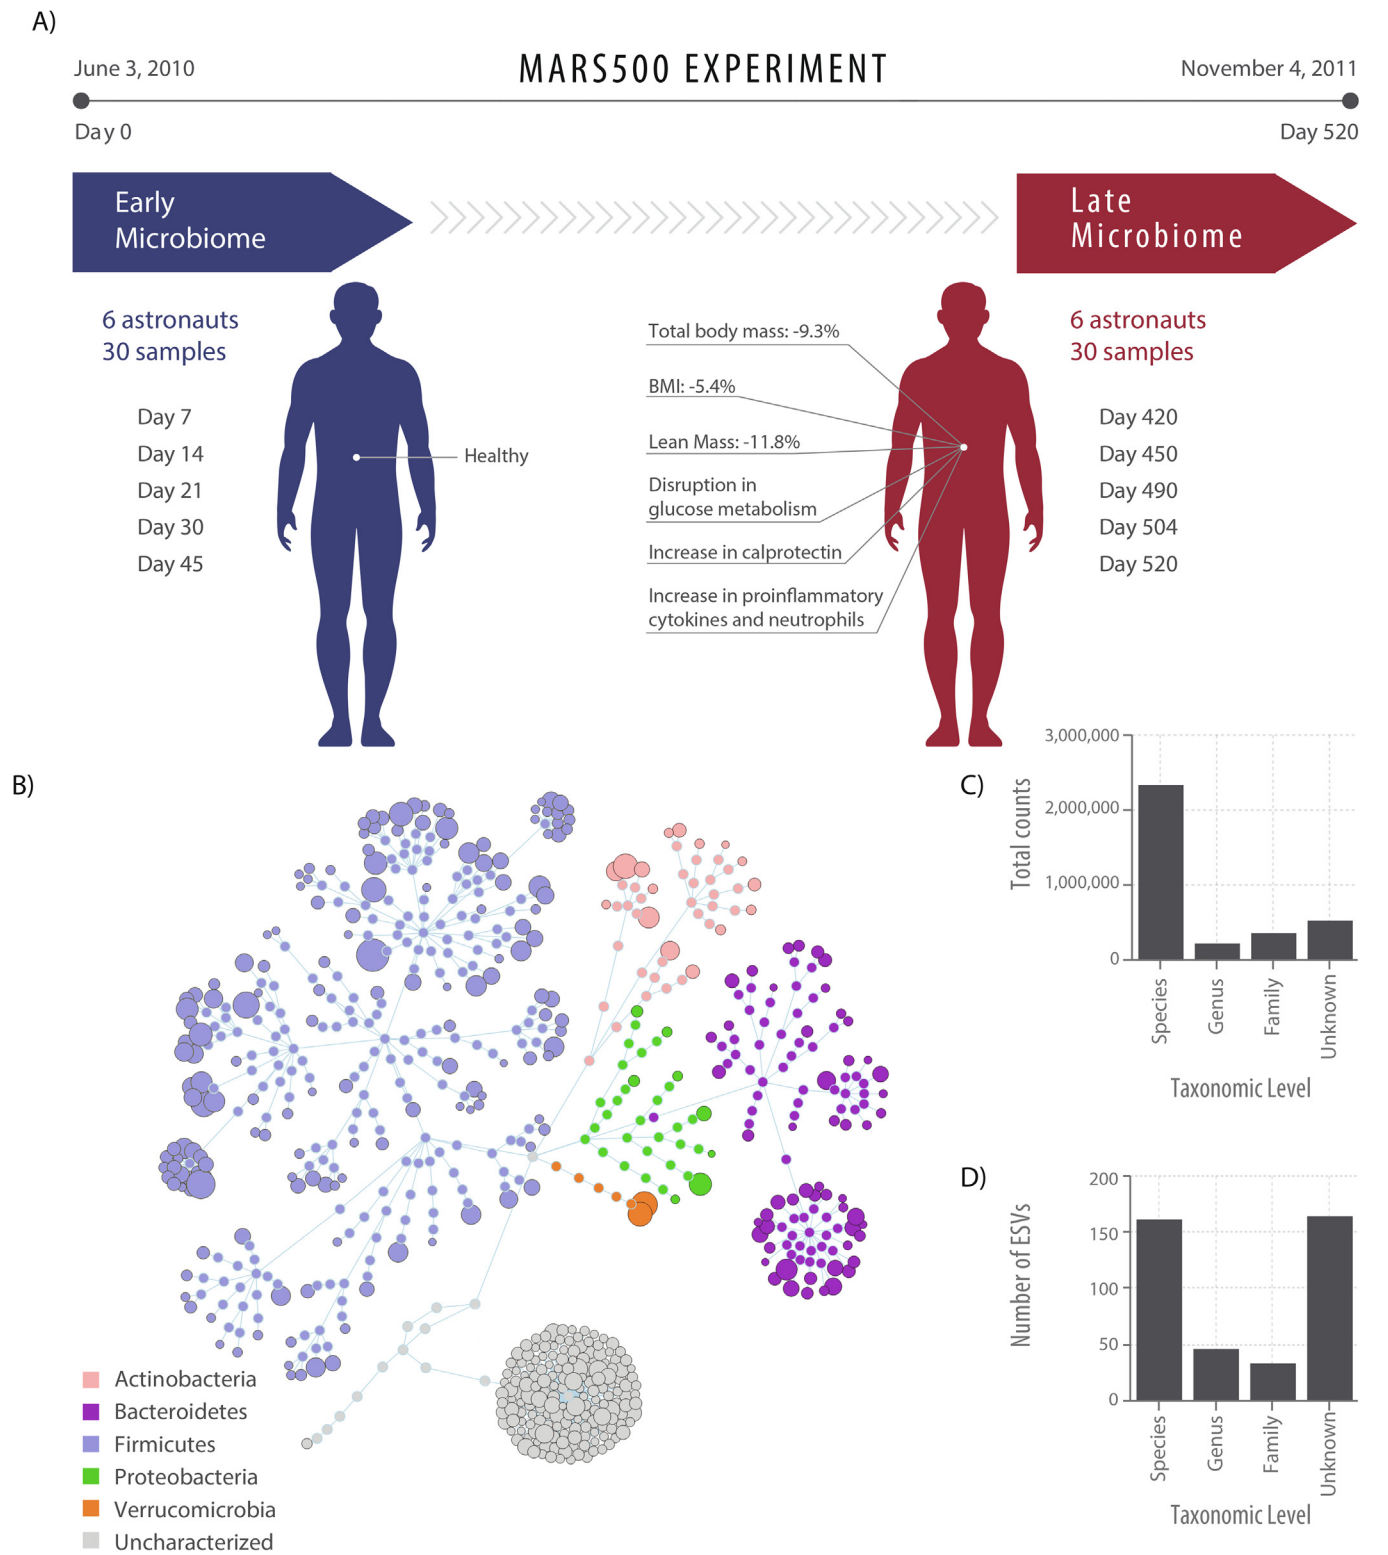 A)
MARS500 EXPERIMENT
June 3, 2010
November 4, 2011
Day 0
Day 520
Early
Microbiome
Late
Microbiome
6 astronauts
30 samples
Day 7
Day 14
Day 21
Day 30
Day 45
Healthy
Total body mass: -9.3%
BMI: -5.4%
Lean Mass: -11.8%
Disruption in
glucose metabolism
Increase in calprotectin
Increase in proinflammatory
cytokines and neutrophils
6 astronauts
30 samples
Day 420
Day 450
Day 490
Day 504
Day 520
B)
Actinobacteria
Bacteroidetes
Firmicutes
Proteobacteria
Verrucomicrobia
Uncharacterized
C)
Total counts
3,000,000
2,000,000
1,000,000
0
Species
Genus
Family
Unknown
Taxonomic Level
D)
Number of ESVs
200
150
100
50
0
Species
Genus
Family
Unknown
Taxonomic Level